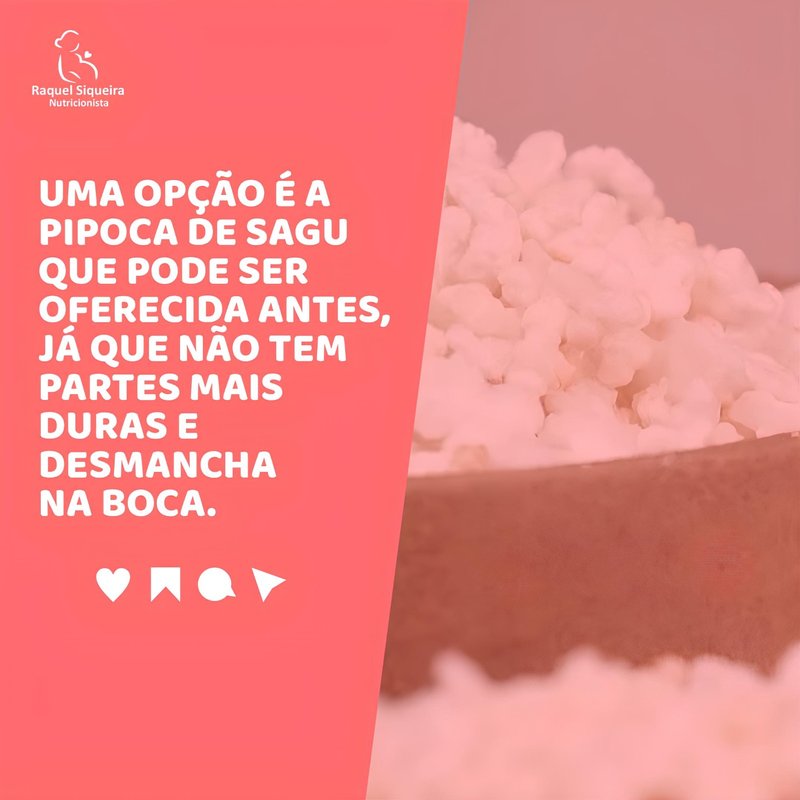 Raquel Siqueira
Nutricionista
UMA OPÇÃO É A
PIPOCA DE SAGU
QUE PODE SER
OFERECIDA ANTES,
JÁ QUE NÃO TEM
PARTES MAIS
DURAS E
DESMANCHA
NA BOCA.